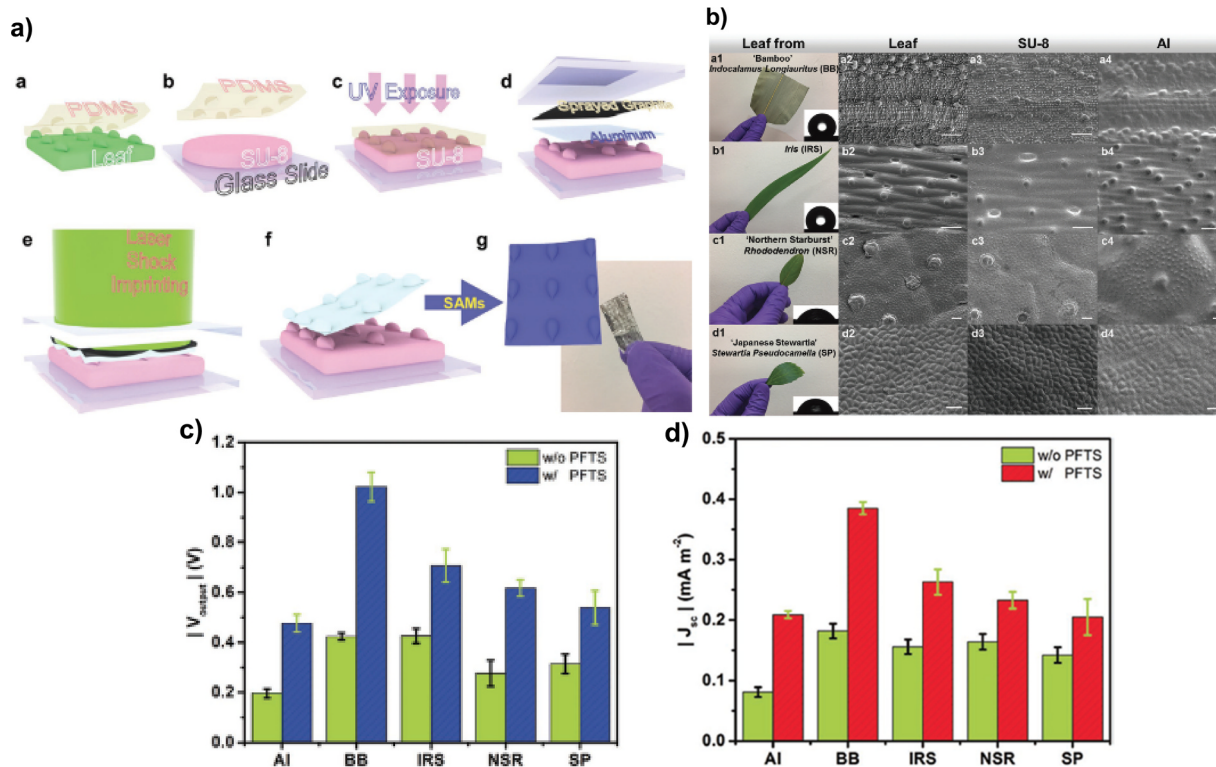 a)
a
PDMS
Leaf
b
PDMS
SU-8
Glass Slide
c
UV Exposure
SU-8
d
Sprayed Graphite
Aluminum
e
Laser
Shock
Imprinting
f
SAMs
g
b)
Leaf from
Leaf
SU-8
Al
a1
'Bamboo'
Indocalamus Longiauritus (BB)
a2
a3
a4
b1
Iris (IRS)
b2
b3
b4
c1
'Northern Starburst'
Rhododendron (NSR)
c2
c3
c4
d1
'Japanese Stewartia'
Stewartia Pseudocamelia (SP)
d2
d3
d4
c)
| V_output | (V)
1.2
1.0
0.8
0.6
0.4
0.2
0.0
w/o PFTS
w/ PFTS
Al
BB
IRS
NSR
SP
d)
| J_sc | (mA m⁻²)
0.5
0.4
0.3
0.2
0.1
0.0
w/o PFTS
w/ PFTS
Al
BB
IRS
NSR
SP